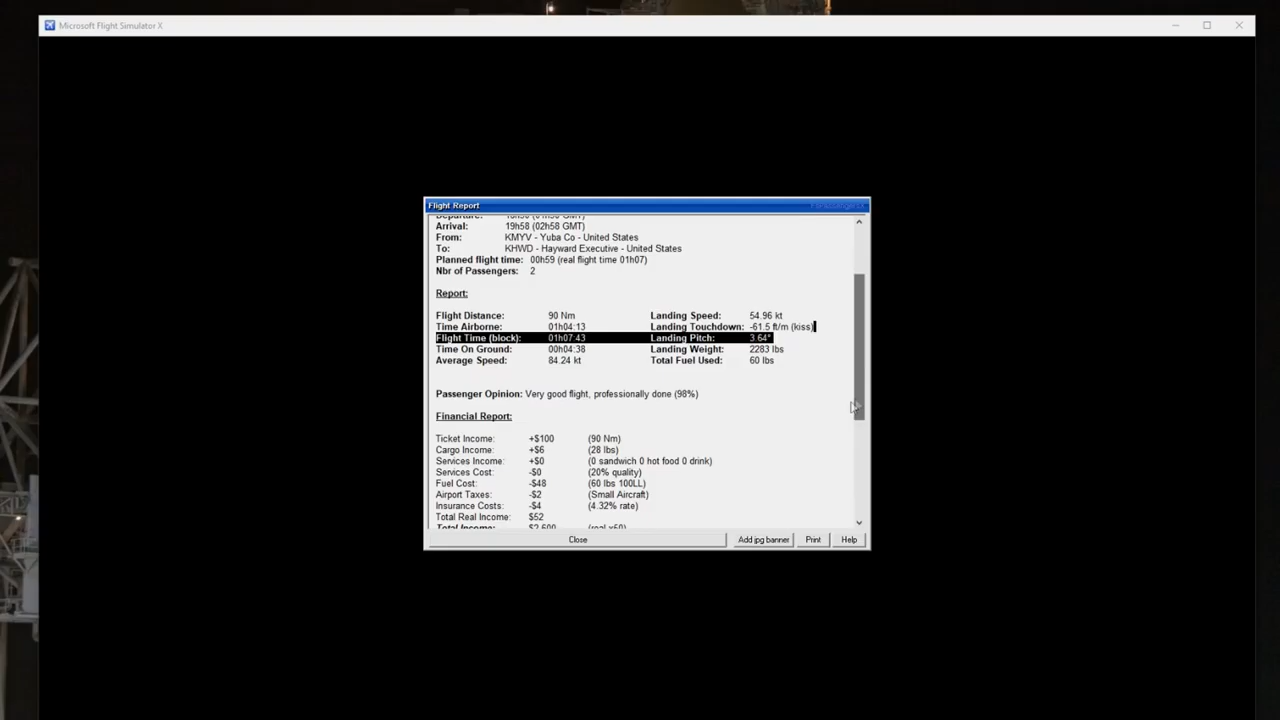 Microsoft Flight Simulator X
Flight Report
Departure:
Arrival: 19h58 (02h58 GMT)
From: KMYV - Yuba Co - United States
To: KHWD - Hayward Executive - United States
Planned flight time: 00h59 (real flight time 01h07)
Nbr of Passengers: 2
Report:
Flight Distance: 90 Nm Landing Speed: 54.96 kt
Time Airborne: 01h04:13 Landing Touchdown: -61.5 ft/m (kiss)
Flight Time (block): 01h07:43 Landing Pitch: 3.64°
Time On Ground: 00h04:38 Landing Weight: 2283 lbs
Average Speed: 84.24 kt Total Fuel Used: 60 lbs
Passenger Opinion: Very good flight, professionally done (98%)
Financial Report:
Ticket Income: +$100 (90 Nm)
Cargo Income: +$6 (28 lbs)
Services Income: +$0 (0 sandwich 0 hot food 0 drink)
Services Cost: -$0 (20% quality)
Fuel Cost: -$48 (60 lbs 100LL)
Airport Taxes: -$2 (Small Aircraft)
Insurance Costs: -$4 (4.32% rate)
Total Real Income: $52
Total Income: $2,600 (real x50)
Close Add jpg banner Print Help